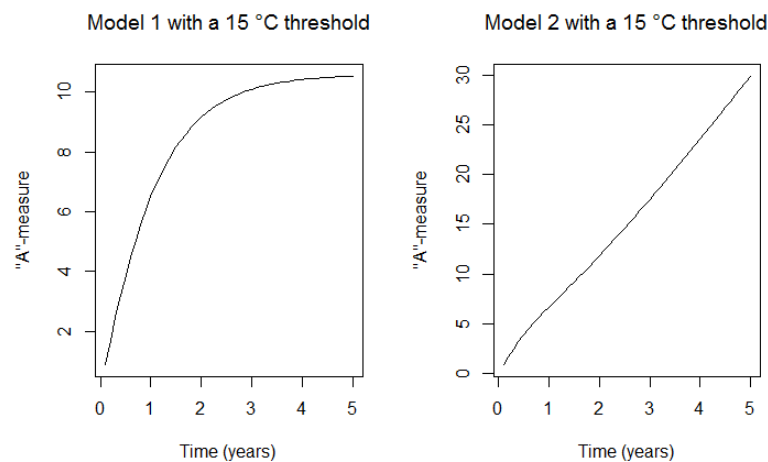 Model 1 with a 15 °C threshold
"A"-measure
10
8
6
4
2
0 1 2 3 4 5
Time (years)
Model 2 with a 15 °C threshold
"A"-measure
30
25
20
15
10
5
0
0 1 2 3 4 5
Time (years)